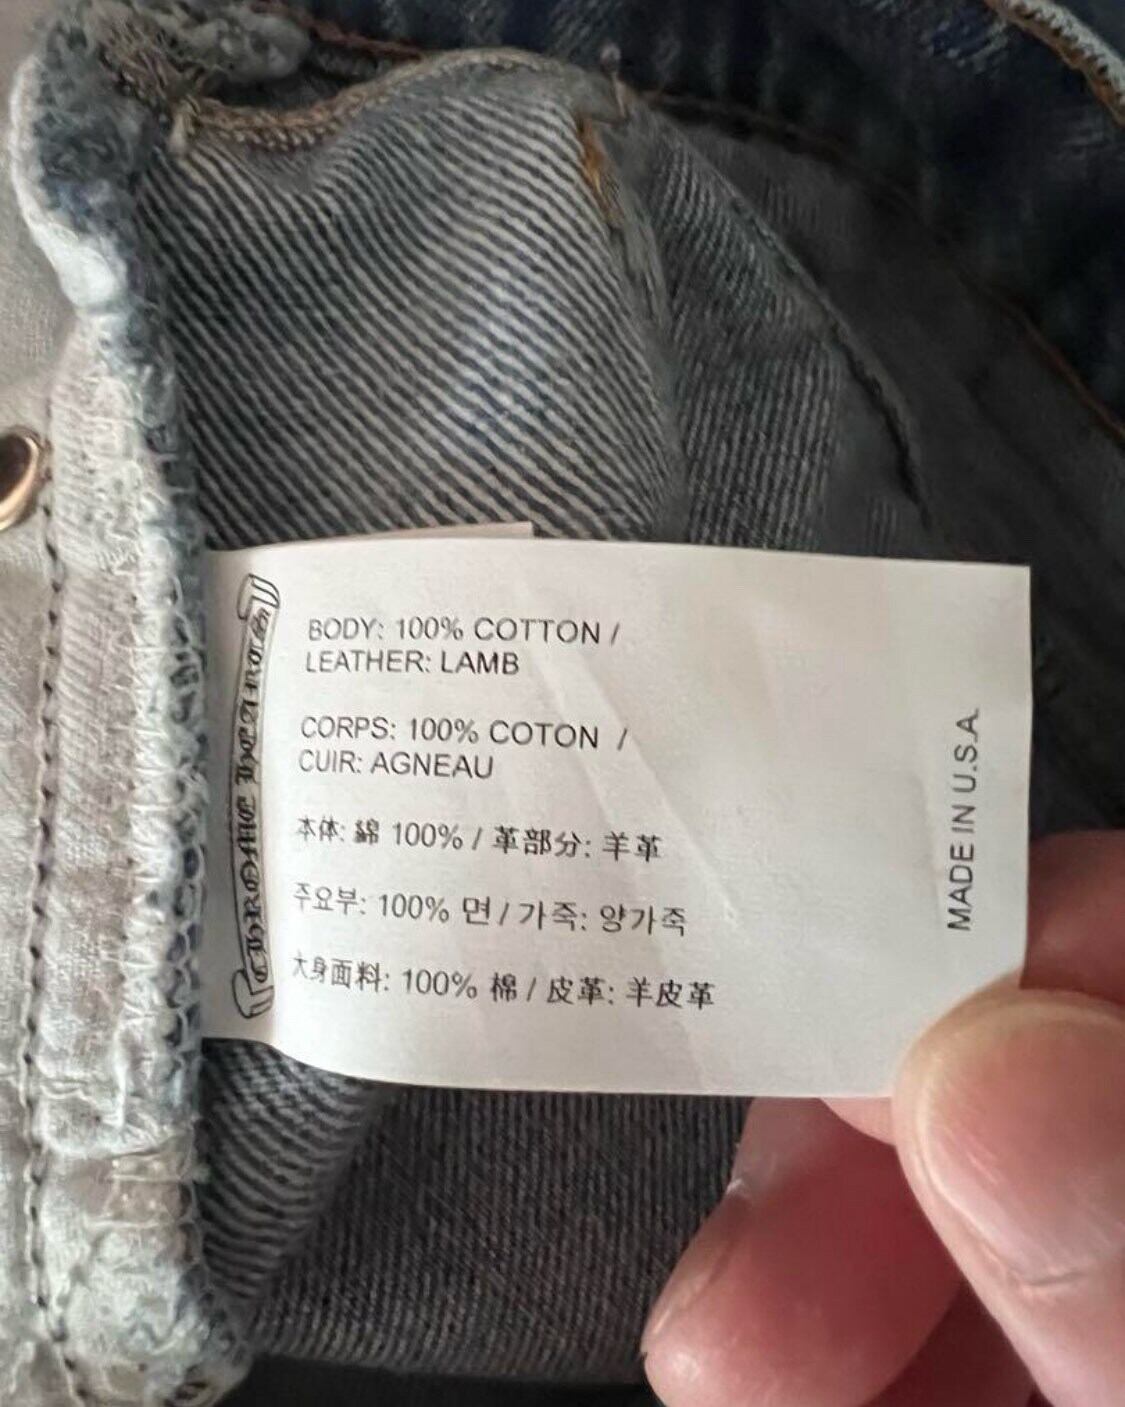 CHROME HEARTS
BODY: 100% COTTON /
LEATHER: LAMB
CORPS: 100% COTON /
CUIR: AGNEAU
本体: 綿 100% / 革部分: 羊革
주요부: 100% 면 / 가죽: 양가죽
大身面料: 100% 棉 / 皮革: 羊皮革
MADE IN U.S.A.